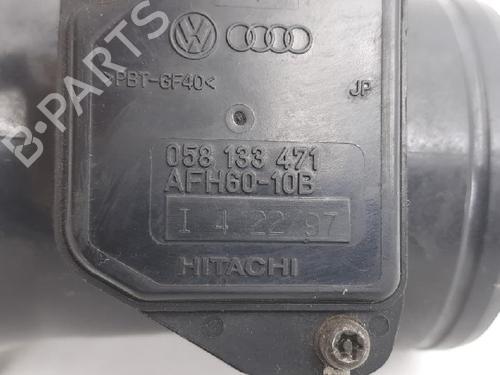 B-PARTS
>PBT-GF40<
JP
058 133 471
AFH60-10B
I 4 22 97
HITACHI